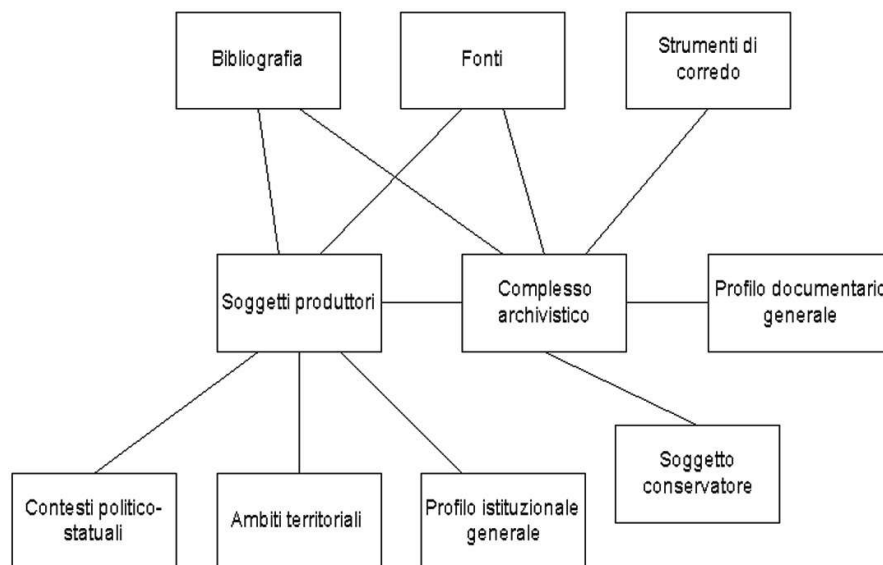 Bibliografia
Fonti
Strumenti di
corredo
Soggetti produttori
Complesso
archivistico
Profilo documentario
generale
Soggetto
conservatore
Contesti politico-
statuali
Ambiti territoriali
Profilo istituzionale
generale